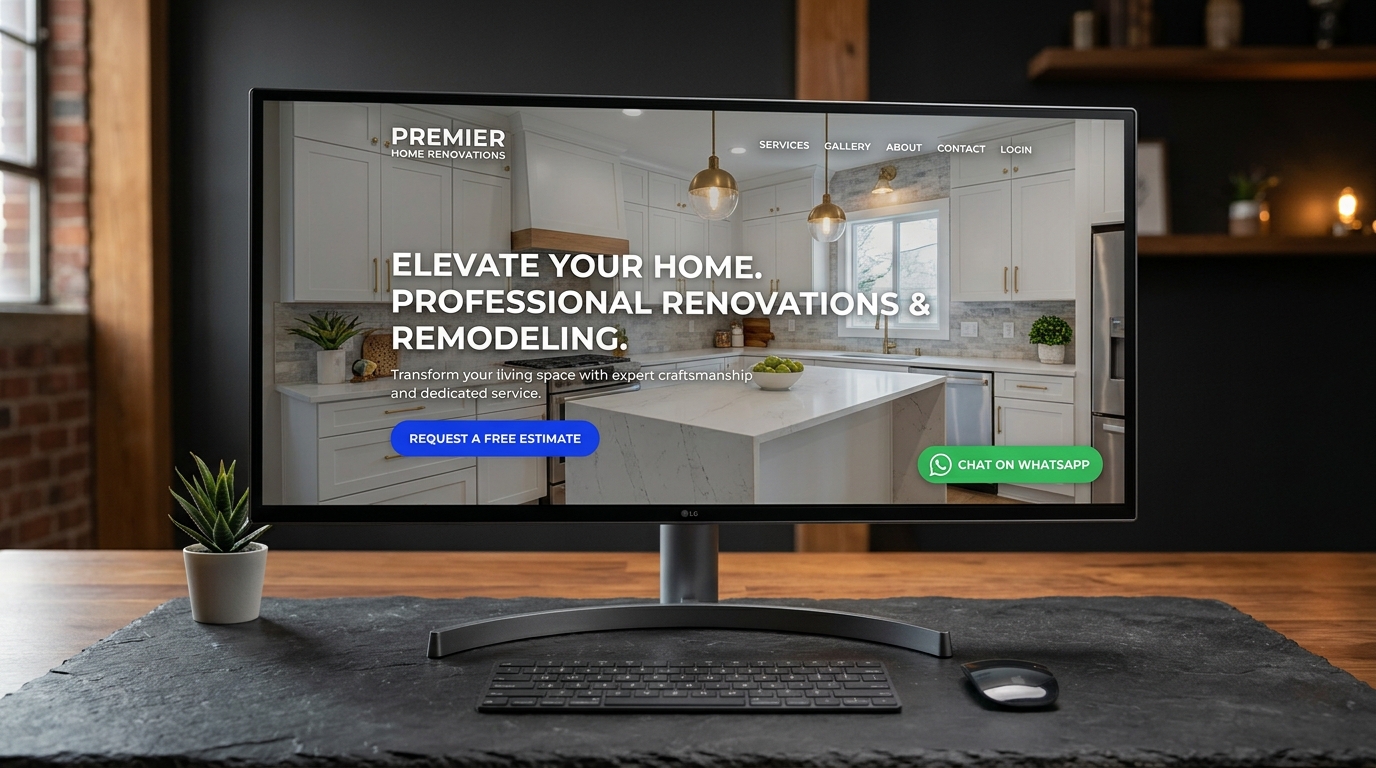 PREMIER
HOME RENOVATIONS
SERVICES GALLERY ABOUT CONTACT LOGIN
ELEVATE YOUR HOME.
PROFESSIONAL RENOVATIONS &
REMODELING.
Transform your living space with expert craftsmanship
and dedicated service.
REQUEST A FREE ESTIMATE
CHAT ON WHATSAPP
LG